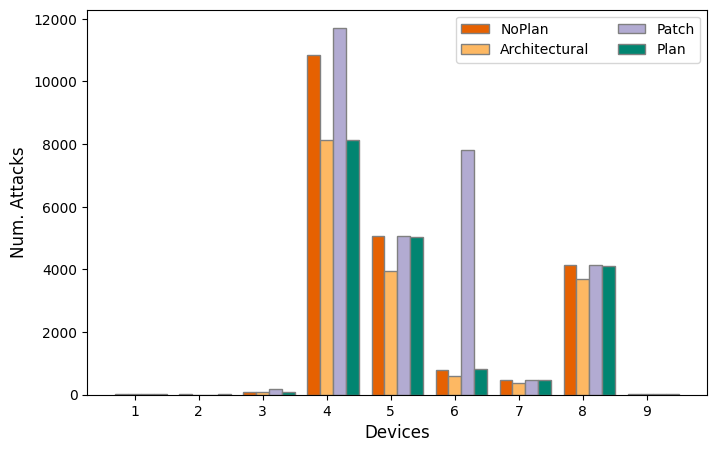 12000
10000
8000
6000
4000
2000
0
Num. Attacks
NoPlan
Architectural
Patch
Plan
1 2 3 4 5 6 7 8 9
Devices